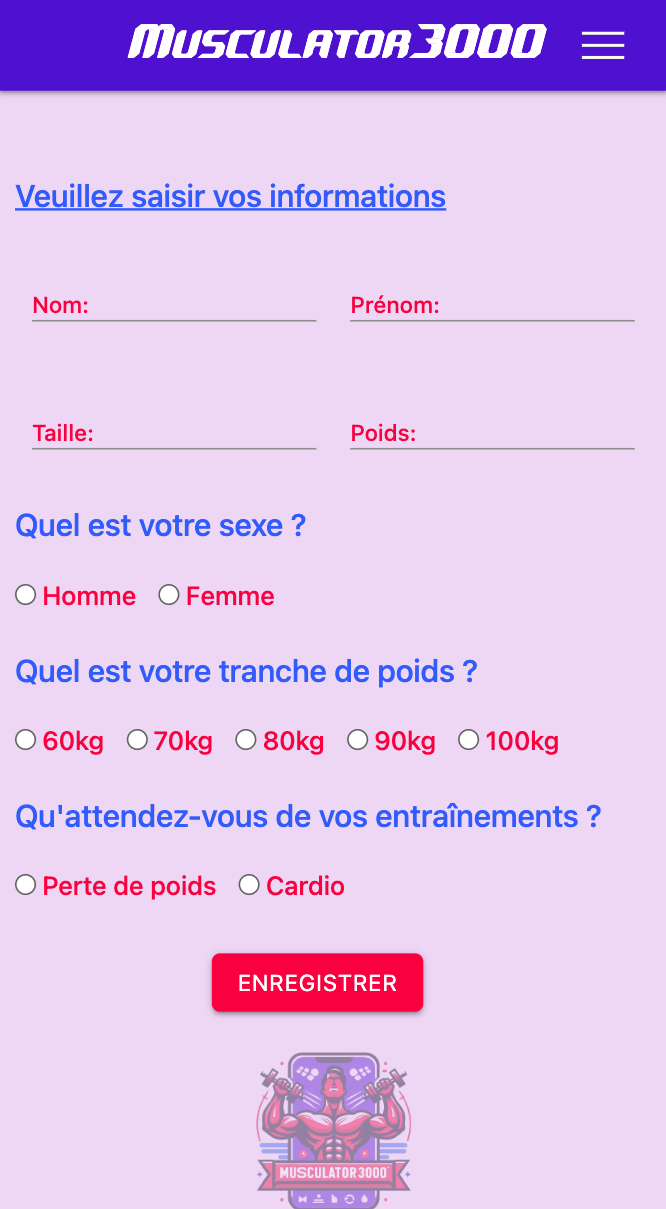 MUSCULATOR3000
Veuillez saisir vos informations
Nom: Prénom:
Taille: Poids:
Quel est votre sexe ?
Homme Femme
Quel est votre tranche de poids ?
60kg 70kg 80kg 90kg 100kg
Qu'attendez-vous de vos entraînements ?
Perte de poids Cardio
ENREGISTRER
MUSCULATOR3000